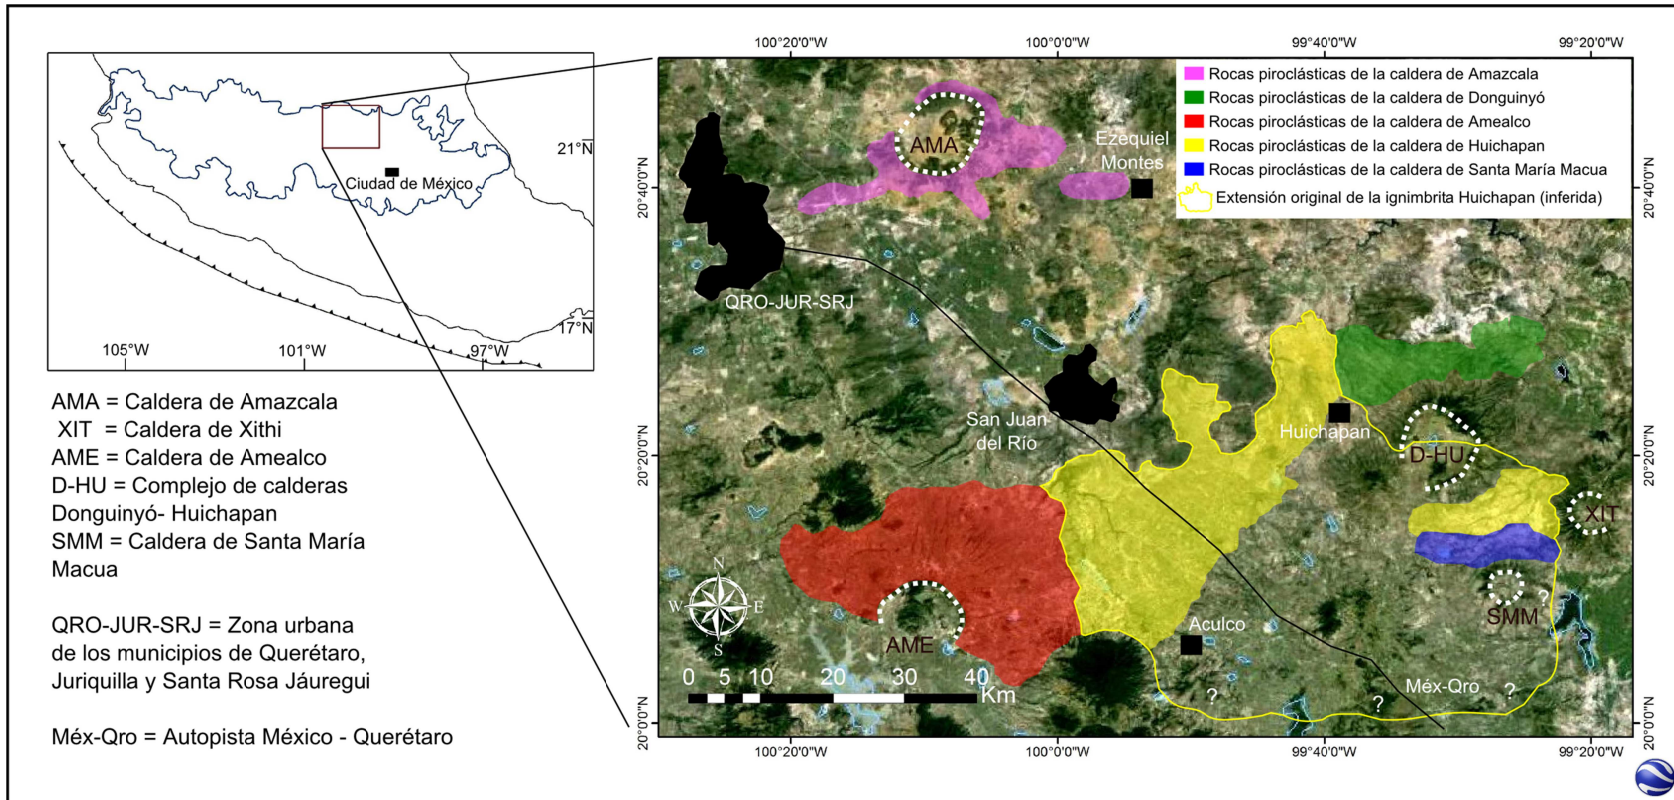 21°N
Ciudad de México
17°N
105°W
101°W
97°W
AMA = Caldera de Amazcala
XIT = Caldera de Xithi
AME = Caldera de Amealco
D-HU = Complejo de calderas
Donguinyó- Huichapan
SMM = Caldera de Santa María
Macua
QRO-JUR-SRJ = Zona urbana
de los municipios de Querétaro,
Juriquilla y Santa Rosa Jáuregui
Méx-Qro = Autopista México - Querétaro
100°20'0"W
100°0'0"W
99°40'0"W
99°20'0"W
Rocas piroclásticas de la caldera de Amazcala
Rocas piroclásticas de la caldera de Donguinyó
Rocas piroclásticas de la caldera de Amealco
Rocas piroclásticas de la caldera de Huichapan
Rocas piroclásticas de la caldera de Santa María Macua
Extensión original de la ignimbrita Huichapan (inferida)
AMA
Ezequiel
Montes
20°40'0"N
20°40'0"N
QRO-JUR-SRJ
San Juan
del Río
Huichapan
D-HU
20°20'0"N
20°20'0"N
XIT
N
W
E
S
SMM
?
AME
Aculco
0 5 10 20 30 40
Km
Méx-Qro
?
?
?
20°0'0"N
20°0'0"N
100°20'0"W
100°0'0"W
99°40'0"W
99°20'0"W